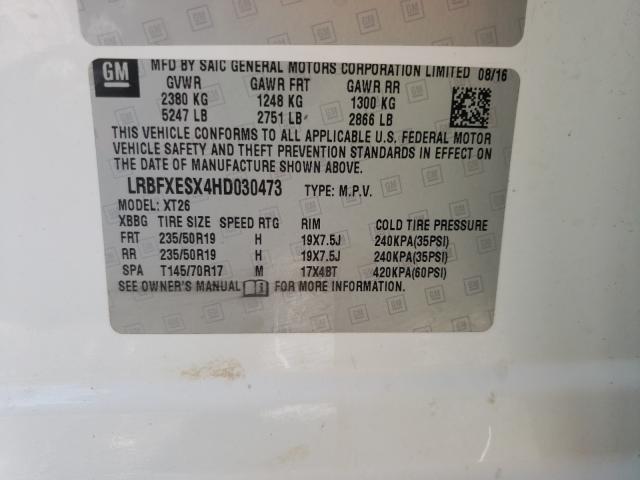 GM
MFD BY SAIC GENERAL MOTORS CORPORATION LIMITED 08/16
GVWR GAWR FRT GAWR RR
2380 KG 1248 KG 1300 KG
5247 LB 2751 LB 2866 LB
THIS VEHICLE CONFORMS TO ALL APPLICABLE U.S. FEDERAL MOTOR
VEHICLE SAFETY AND THEFT PREVENTION STANDARDS IN EFFECT ON
THE DATE OF MANUFACTURE SHOWN ABOVE.
LRBFXESX4HD030473 TYPE: M.P.V.
MODEL: XT26
XBBG TIRE SIZE SPEED RTG RIM COLD TIRE PRESSURE
FRT 235/50R19 H 19X7.5J 240KPA(35PSI)
RR 235/50R19 H 19X7.5J 240KPA(35PSI)
SPA T145/70R17 M 17X4BT 420KPA(60PSI)
SEE OWNER'S MANUAL i FOR MORE INFORMATION.